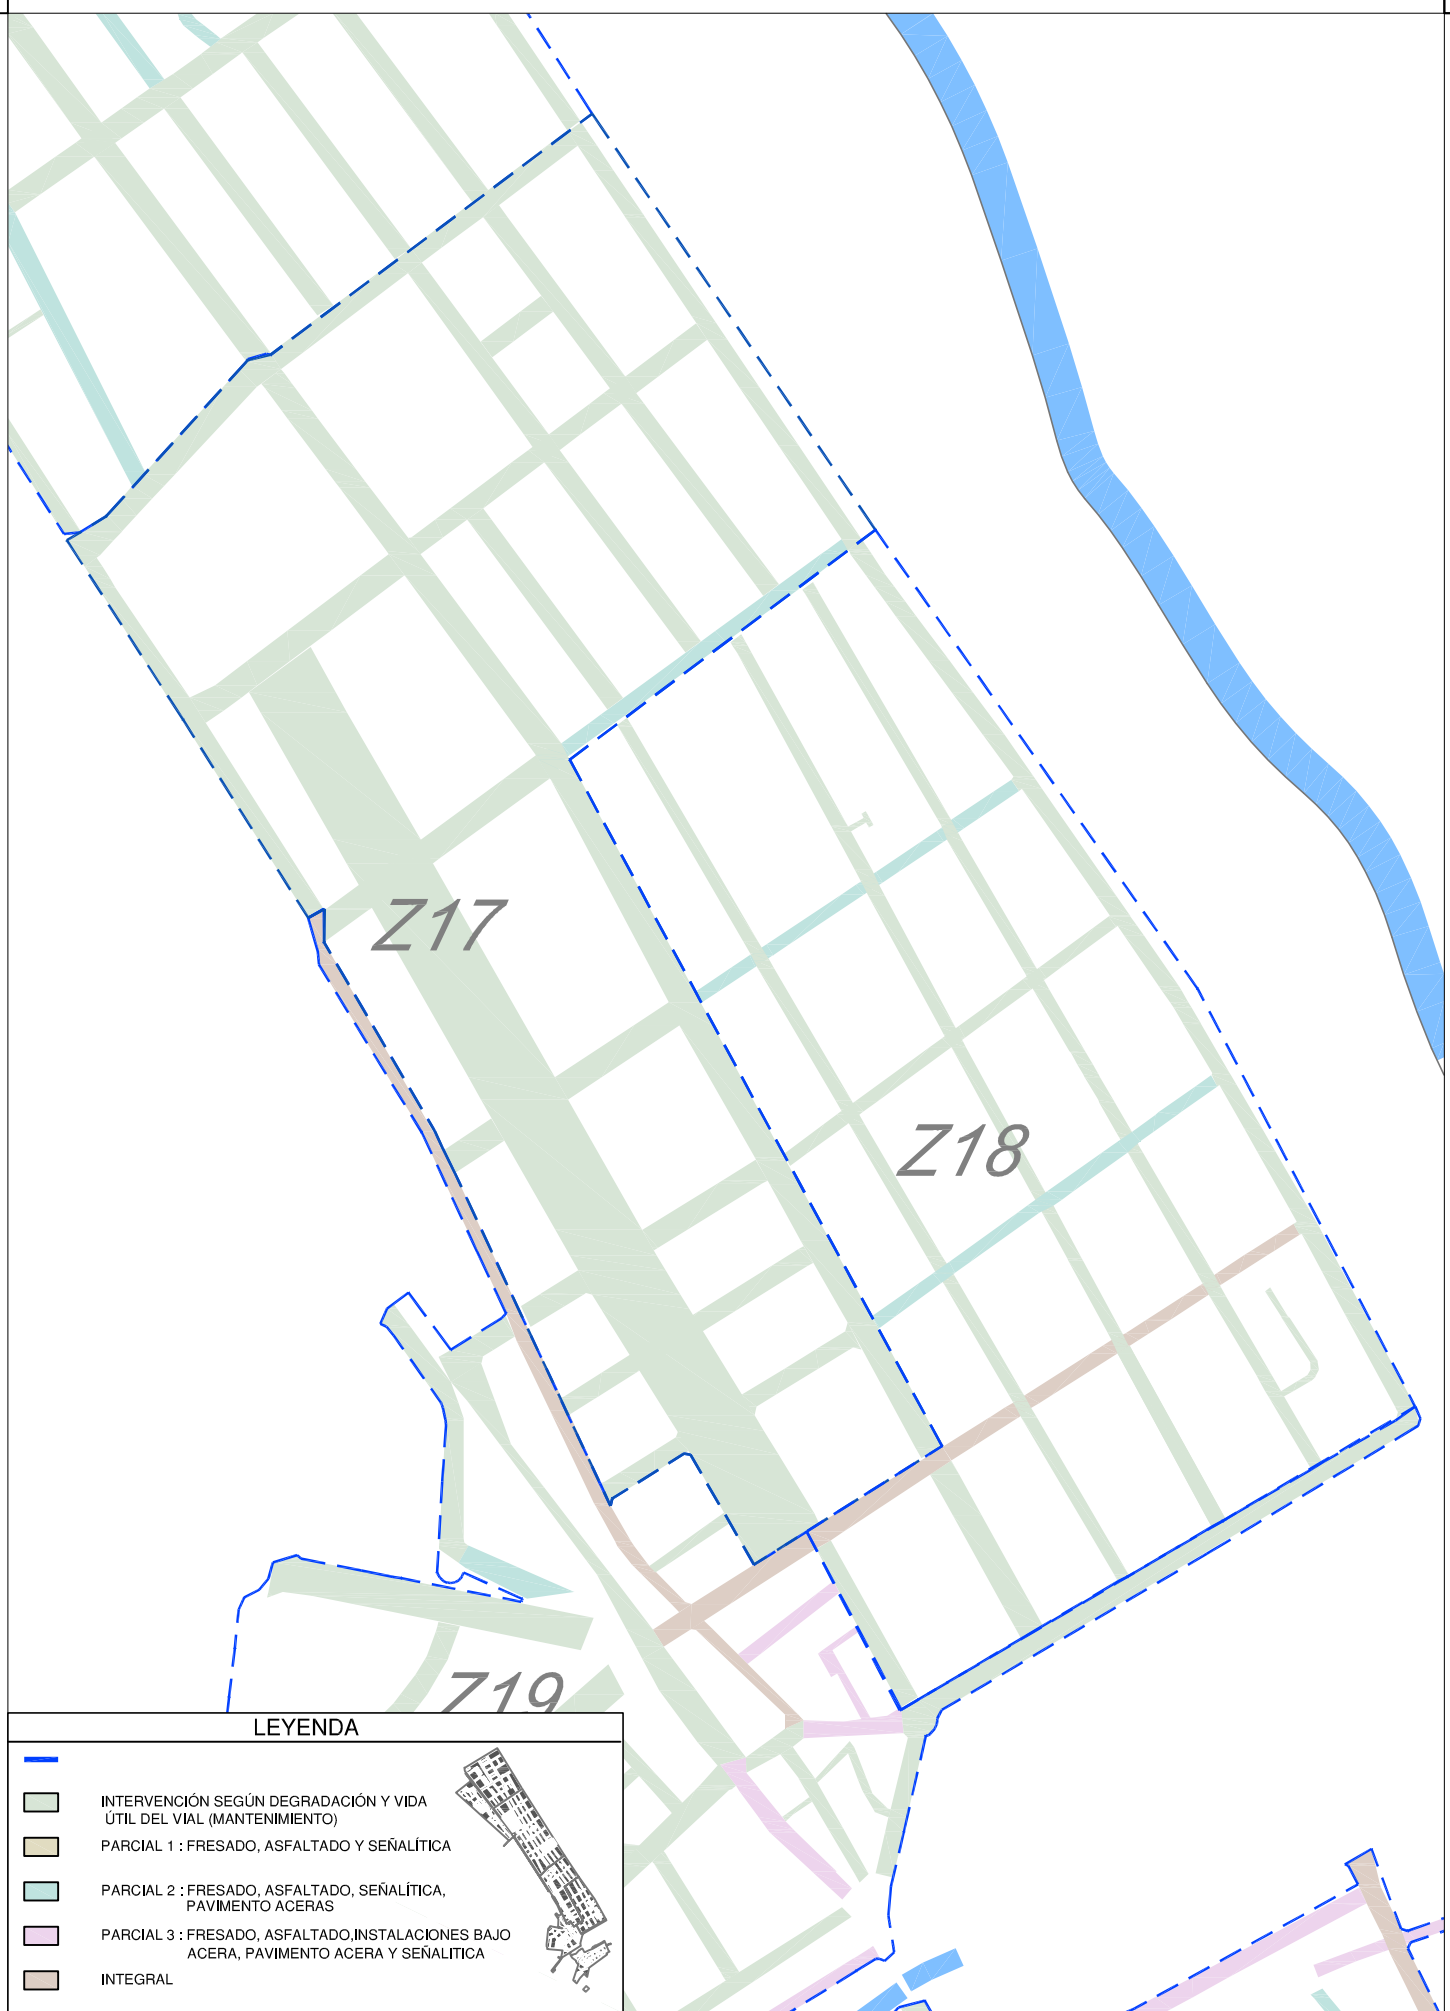 Z17
Z18
Z19
LEYENDA
INTERVENCIÓN SEGÚN DEGRADACIÓN Y VIDA
ÚTIL DEL VIAL (MANTENIMIENTO)
PARCIAL 1 : FRESADO, ASFALTADO Y SEÑALÍTICA
PARCIAL 2 : FRESADO, ASFALTADO, SEÑALÍTICA,
PAVIMENTO ACERAS
PARCIAL 3 : FRESADO, ASFALTADO,INSTALACIONES BAJO
ACERA, PAVIMENTO ACERA Y SEÑALITICA
INTEGRAL